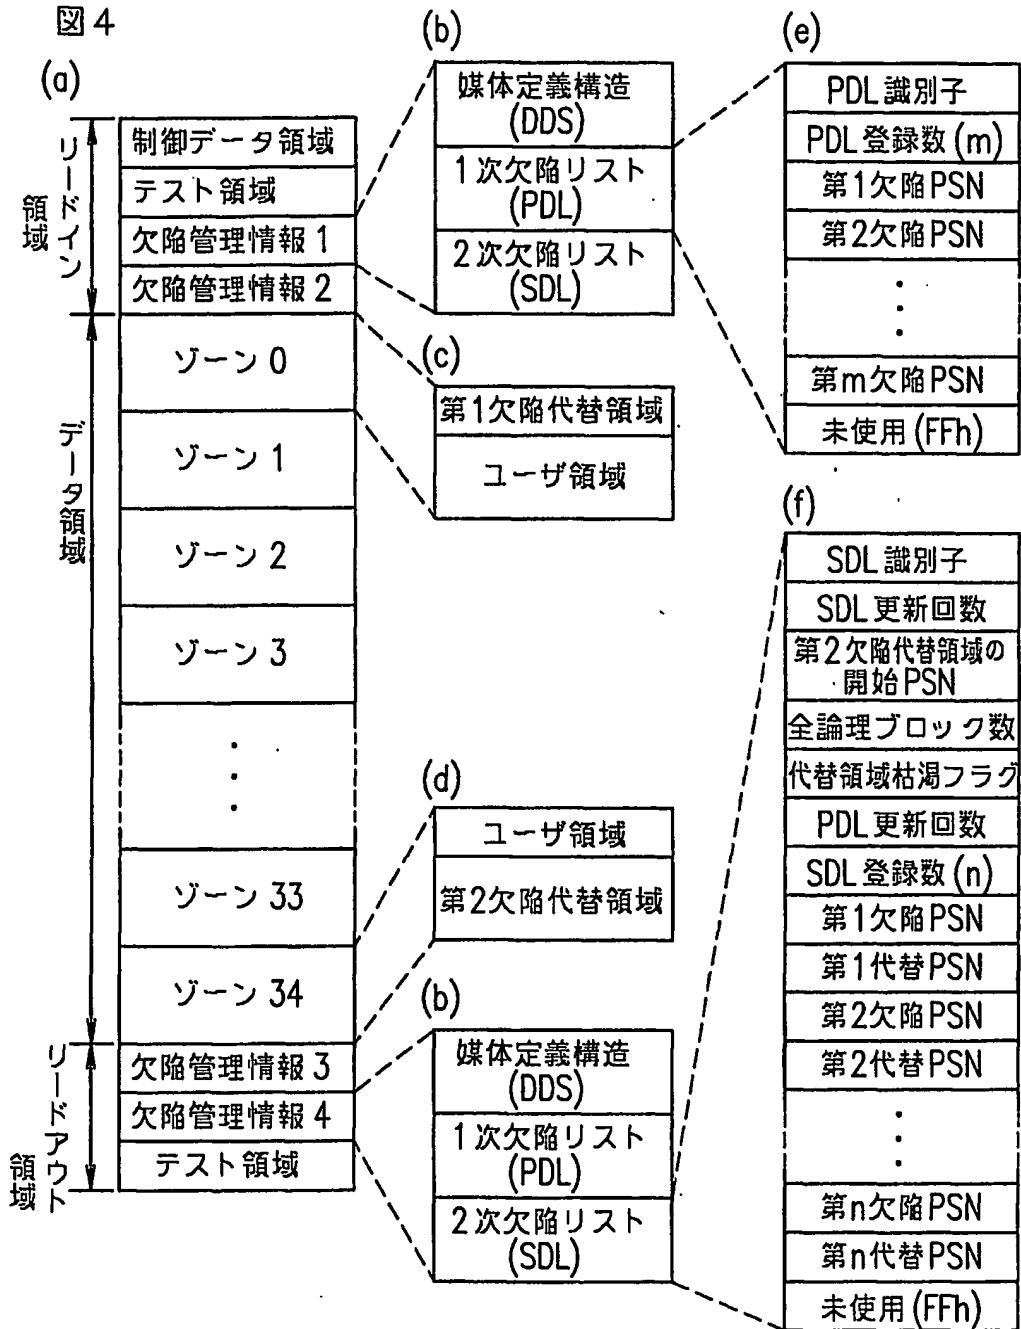 図4
(a)
リードイン
領域
制御データ領域
テスト領域
欠陥管理情報1
欠陥管理情報2
データ領域
ゾーン0
ゾーン1
ゾーン2
ゾーン3
ゾーン33
ゾーン34
リードアウト
領域
欠陥管理情報3
欠陥管理情報4
テスト領域
(b)
媒体定義構造
(DDS)
1次欠陥リスト
(PDL)
2次欠陥リスト
(SDL)
(c)
第1欠陥代替領域
ユーザ領域
(d)
ユーザ領域
第2欠陥代替領域
(b)
媒体定義構造
(DDS)
1次欠陥リスト
(PDL)
2次欠陥リスト
(SDL)
(e)
PDL識別子
PDL登録数(m)
第1欠陥PSN
第2欠陥PSN
第m欠陥PSN
未使用(FFh)
(f)
SDL識別子
SDL更新回数
第2欠陥代替領域の
開始PSN
全論理ブロック数
代替領域枯渇フラグ
PDL更新回数
SDL登録数(n)
第1欠陥PSN
第1代替PSN
第2欠陥PSN
第2代替PSN
第n欠陥PSN
第n代替PSN
未使用(FFh)